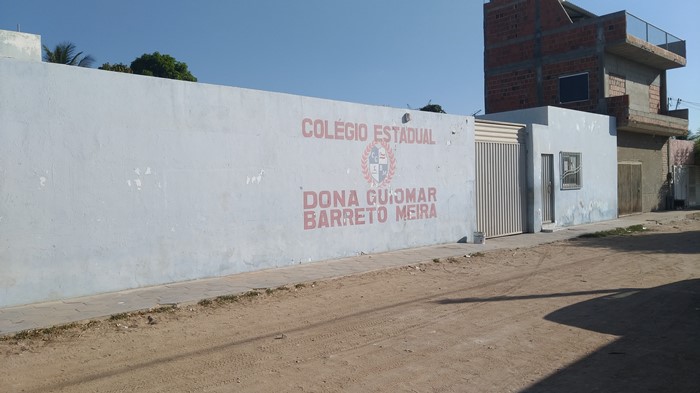 COLÉGIO ESTADUAL
DONA GUIOMAR
BARRETO MEIRA